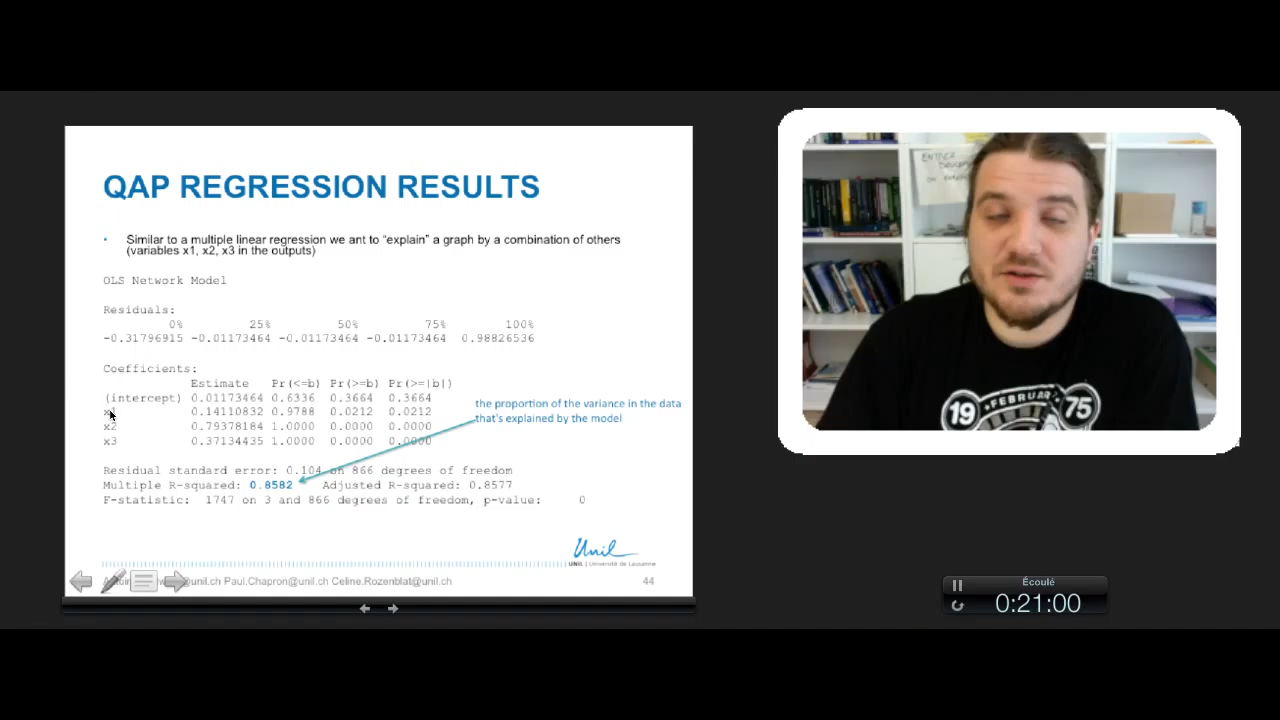 QAP REGRESSION RESULTS
• Similar to a multiple linear regression we ant to “explain” a graph by a combination of others
(variables x1, x2, x3 in the outputs)
OLS Network Model
Residuals:
0% 25% 50% 75% 100%
-0.31796915 -0.01173464 -0.01173464 -0.01173464 0.98826536
Coefficients:
Estimate Pr(<=b) Pr(>=b) Pr(>=|b|)
(intercept) 0.01173464 0.6336 0.3664 0.3664
0.14110832 0.9788 0.0212 0.0212
x2 0.79378184 1.0000 0.0000 0.0000
x3 0.37134435 1.0000 0.0000 0.0000
the proportion of the variance in the data
that's explained by the model
Residual standard error: 0.104 on 866 degrees of freedom
Multiple R-squared: 0.8582 Adjusted R-squared: 0.8577
F-statistic: 1747 on 3 and 866 degrees of freedom, p-value: 0
Unil
UNIL | Université de Lausanne
@unil.ch Paul.Chapron@unil.ch Celine.Rozenblat@unil.ch 44
ENTREZ
19 FEBRUAR 75
Écoulé
0:21:00